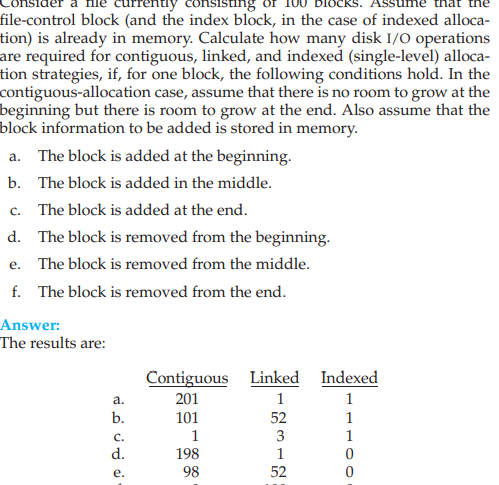 Consider a file currently consisting of 100 blocks. Assume that the
file-control block (and the index block, in the case of indexed alloca-
tion) is already in memory. Calculate how many disk I/O operations
are required for contiguous, linked, and indexed (single-level) alloca-
tion strategies, if, for one block, the following conditions hold. In the
contiguous-allocation case, assume that there is no room to grow at the
beginning but there is room to grow at the end. Also assume that the
block information to be added is stored in memory.
a. The block is added at the beginning.
b. The block is added in the middle.
c. The block is added at the end.
d. The block is removed from the beginning.
e. The block is removed from the middle.
f. The block is removed from the end.
Answer:
The results are:
Contiguous Linked Indexed
a. 201 1 1
b. 101 52 1
c. 1 3 1
d. 198 1 0
e. 98 52 0